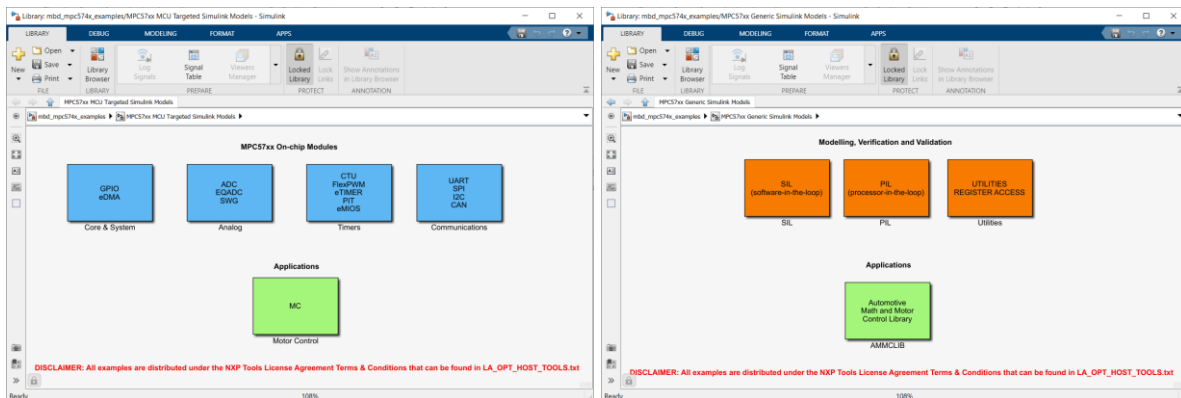 Library: mbd_mpc574x_examples/MPC57xx MCU Targeted Simulink Models - Simulink
LIBRARY DEBUG MODELING FORMAT APPS
New
Open
Save
Print
FILE
Library
Browser
LIBRARY
Log
Signals
Signal
Table
Viewers
Manager
PREPARE
Locked
Library
Lock
Links
PROTECT
Show Annotations
in Library Browser
ANNOTATION
MPC57xx MCU Targeted Simulink Models
mbd_mpc574x_examples MPC57xx MCU Targeted Simulink Models
MPC57xx On-chip Modules
GPIO
eDMA
Core & System
ADC
EQADC
SWG
Analog
CTU
FlexPWM
eTIMER
PIT
eMIOS
Timers
UART
SPI
I2C
CAN
Communications
Applications
MC
Motor Control
DISCLAIMER: All examples are distributed under the NXP Tools License Agreement Terms & Conditions that can be found in LA_OPT_HOST_TOOLS.txt
Ready 108%
Library: mbd_mpc574x_examples/MPC57xx Generic Simulink Models - Simulink
LIBRARY DEBUG MODELING FORMAT APPS
New
Open
Save
Print
FILE
Library
Browser
LIBRARY
Log
Signals
Signal
Table
Viewers
Manager
PREPARE
Locked
Library
Lock
Links
PROTECT
Show Annotations
in Library Browser
ANNOTATION
MPC57xx Generic Simulink Models
mbd_mpc574x_examples MPC57xx Generic Simulink Models
Modelling, Verification and Validation
SIL
(software-in-the-loop)
SIL
PIL
(processor-in-the-loop)
PIL
UTILITIES
REGISTER ACCESS
Utilities
Applications
Automotive
Math and Motor
Control Library
AMMCLIB
DISCLAIMER: All examples are distributed under the NXP Tools License Agreement Terms & Conditions that can be found in LA_OPT_HOST_TOOLS.txt
Ready 108%